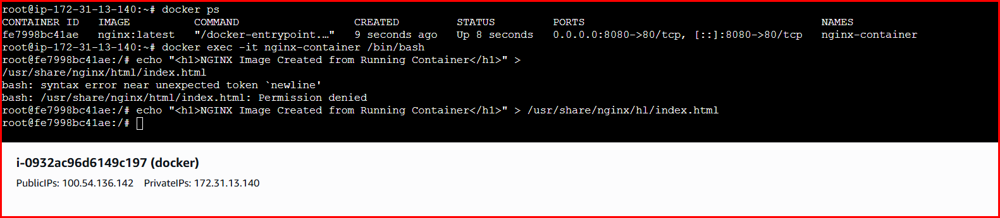 root@ip-172-31-13-140:~# docker ps
CONTAINER ID   IMAGE          COMMAND                  CREATED         STATUS         PORTS                                     NAMES
fe7998bc41ae   nginx:latest   "/docker-entrypoint.…"   9 seconds ago   Up 8 seconds   0.0.0.0:8080->80/tcp, [::]:8080->80/tcp   nginx-container
root@ip-172-31-13-140:~# docker exec -it nginx-container /bin/bash
root@fe7998bc41ae:/# echo "<h1>NGINX Image Created from Running Container</h1>" >
/usr/share/nginx/html/index.html
bash: syntax error near unexpected token `newline'
bash: /usr/share/nginx/html/index.html: Permission denied
root@fe7998bc41ae:/# echo "<h1>NGINX Image Created from Running Container</h1>" > /usr/share/nginx/hl/index.html
root@fe7998bc41ae:/#
i-0932ac96d6149c197 (docker)
PublicIPs: 100.54.136.142 PrivateIPs: 172.31.13.140